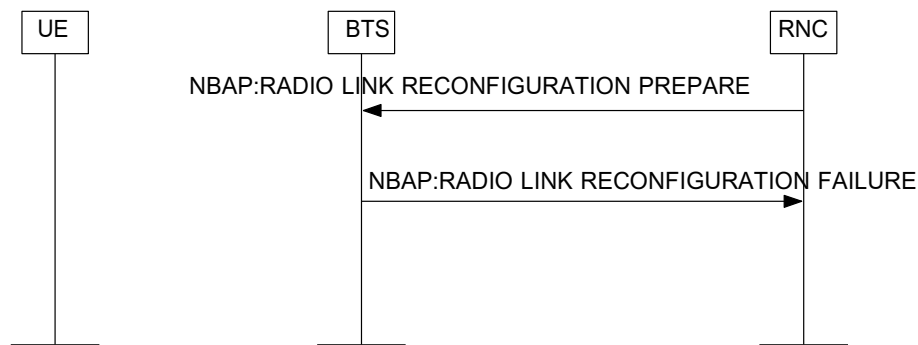 UE
BTS
RNC
NBAP:RADIO LINK RECONFIGURATION PREPARE
NBAP:RADIO LINK RECONFIGURATION FAILURE